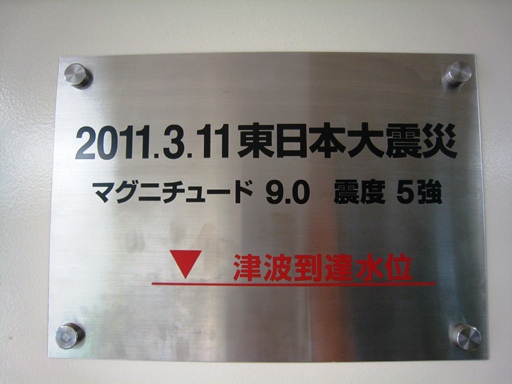 2011.3.11東日本大震災
マグニチュード 9.0 震度 5強
▼ 津波到達水位